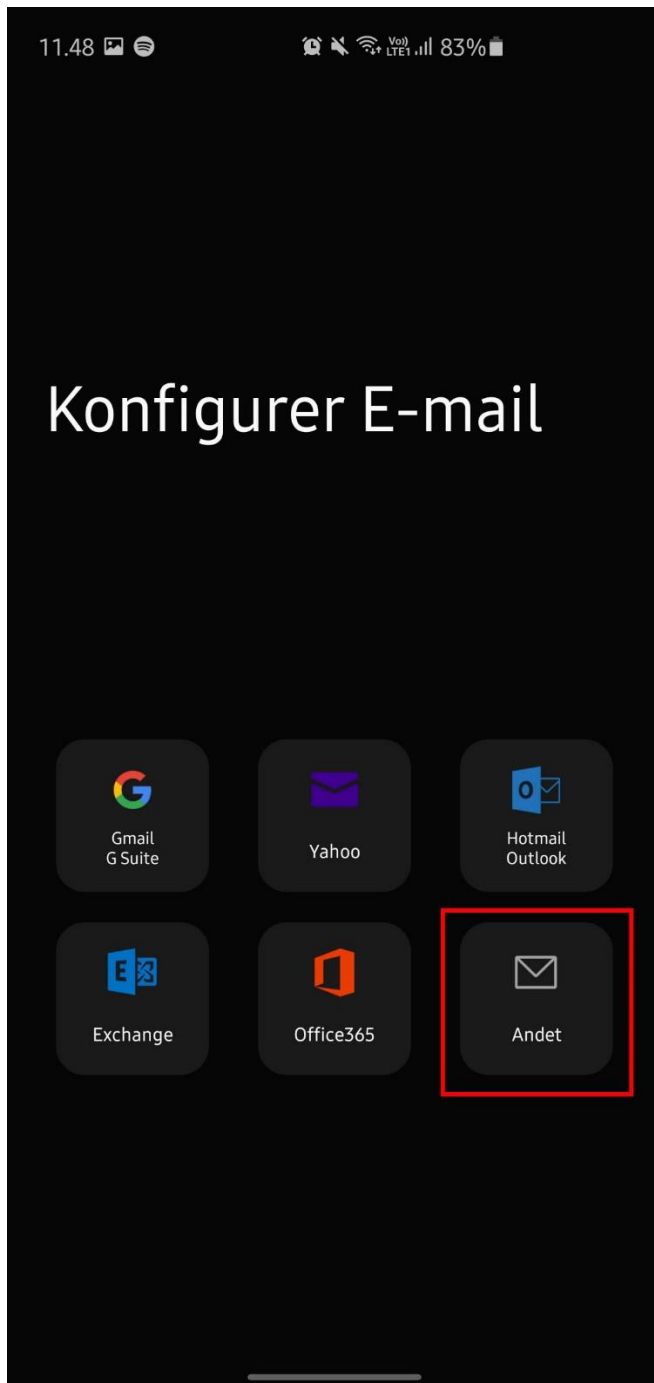 11.48 83%
Konfigurer E-mail
Gmail
G Suite
Yahoo
Hotmail
Outlook
Exchange
Office365
Andet